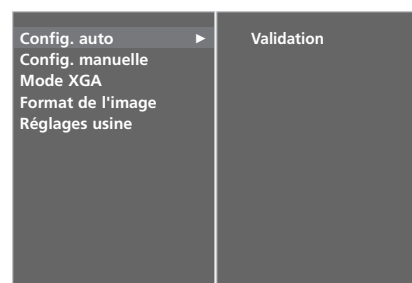 Config. auto ► Validation
Config. manuelle
Mode XGA
Format de l'image
Réglages usine